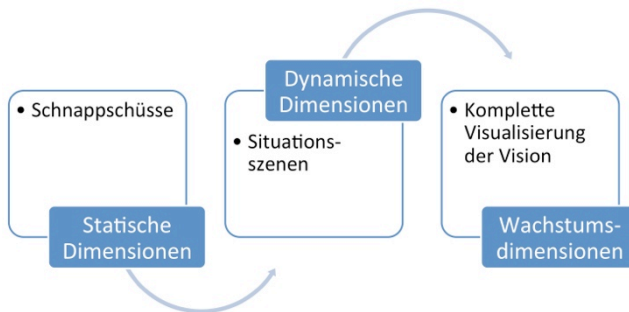 • Schnappschüsse
Statische
Dimensionen
Dynamische
Dimensionen
• Situations-
szenen
• Komplette
Visualisierung
der Vision
Wachstums-
dimensionen